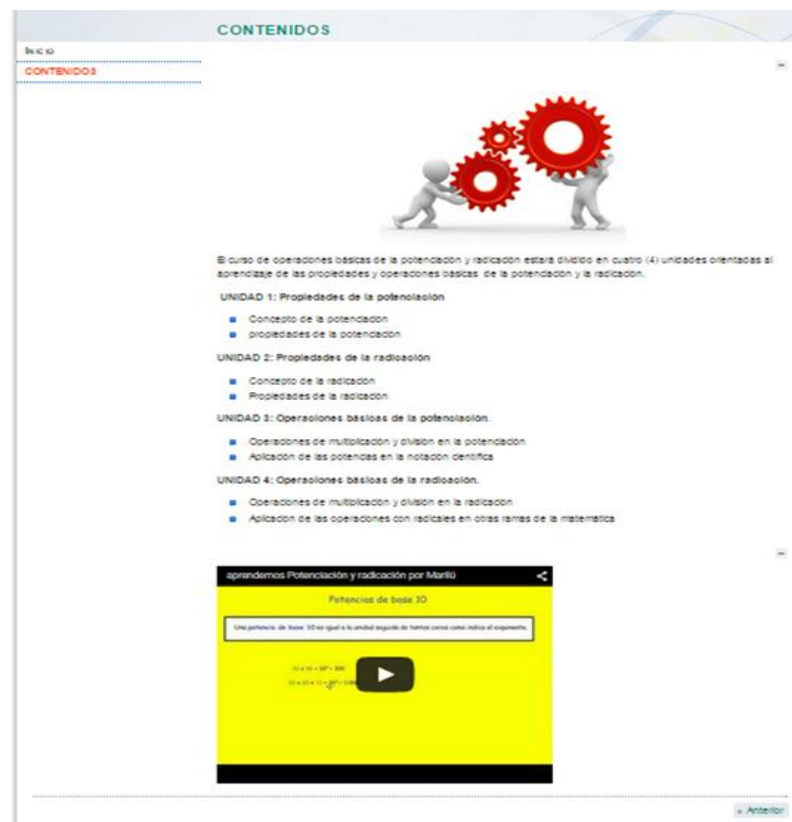 CONTENIDOS
INICIO
CONTENIDOS
El curso de operaciones básicas de la potenciación y radicación estará dividido en cuatro (4) unidades orientadas al
aprendizaje de las propiedades y operaciones básicas de la potenciación y la radicación.
UNIDAD 1: Propiedades de la potenciación
Concepto de la potenciación
propiedades de la potenciación
UNIDAD 2: Propiedades de la radicación
Concepto de la radicación
Propiedades de la radicación
UNIDAD 3: Operaciones básicas de la potenciación.
Operaciones de multiplicación y división en la potenciación
Aplicación de las potencias en la notación científica
UNIDAD 4: Operaciones básicas de la radicación.
Operaciones de multiplicación y división en la radicación
Aplicación de las operaciones con radicales en otras ramas de la matemática
aprendemos Potenciación y radicación por Marilú
Potencias de base 10
Una potencia de base 10 es igual a la unidad seguida de tantos ceros como indica el exponente.
« Anterior